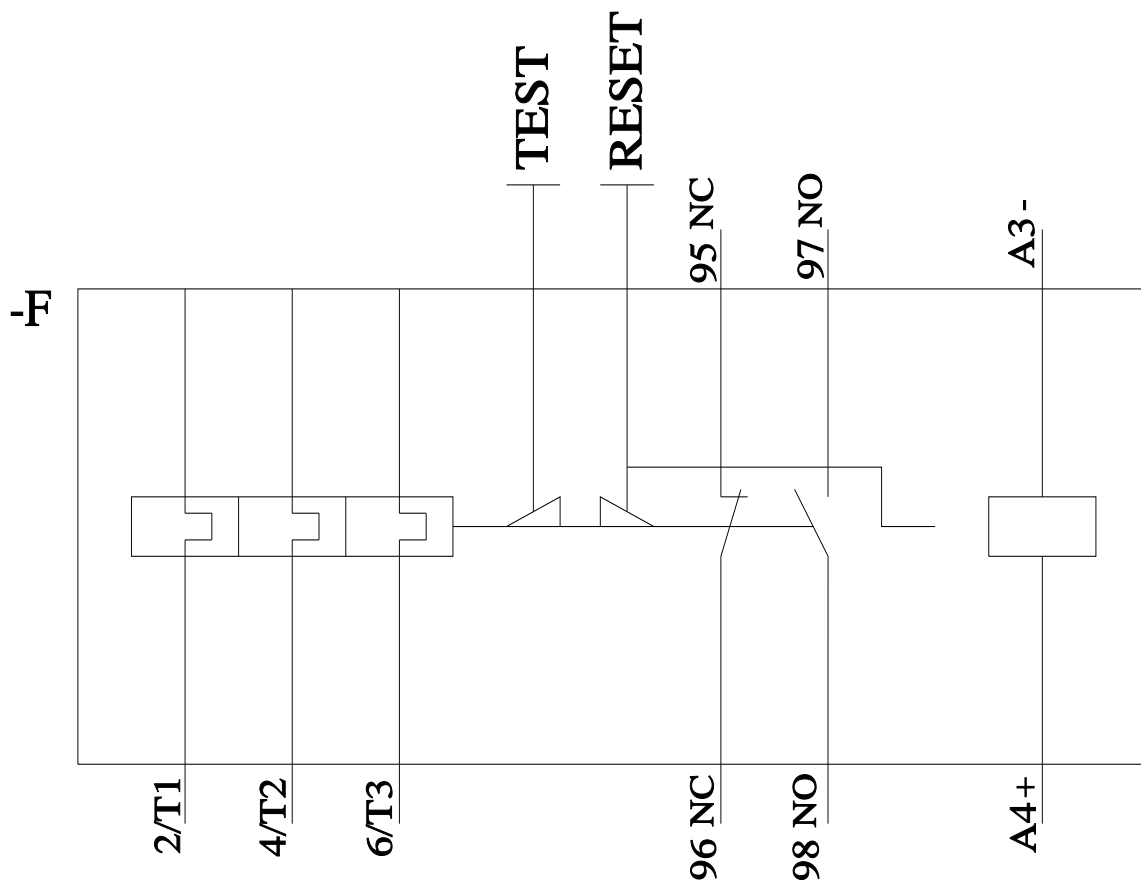 TEST
RESET
95 NC
97 NO
A3 -
-F
2/T1
4/T2
6/T3
96 NC
98 NO
A4+